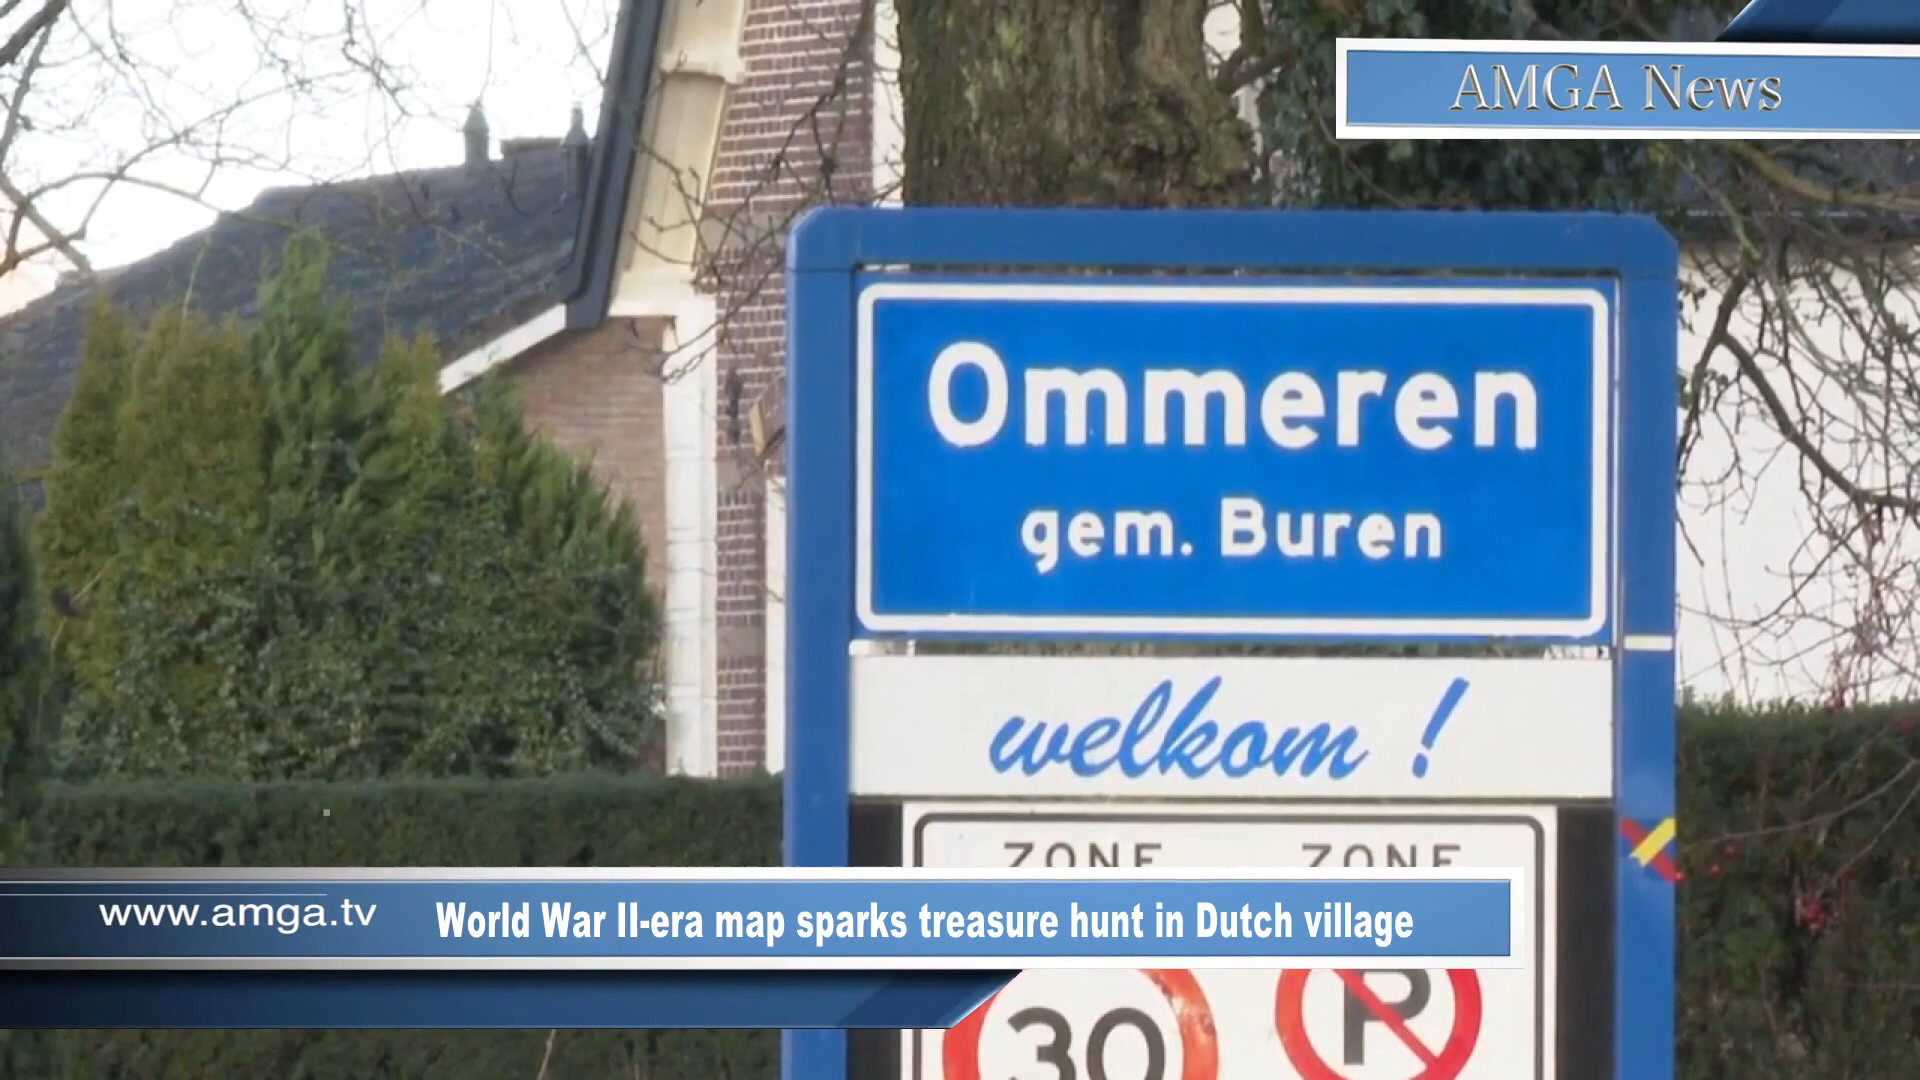 AMGA News
Ommeren
gem. Buren
welkom !
ZONE ZONE
www.amga.tv
World War II-era map sparks treasure hunt in Dutch village
30 P